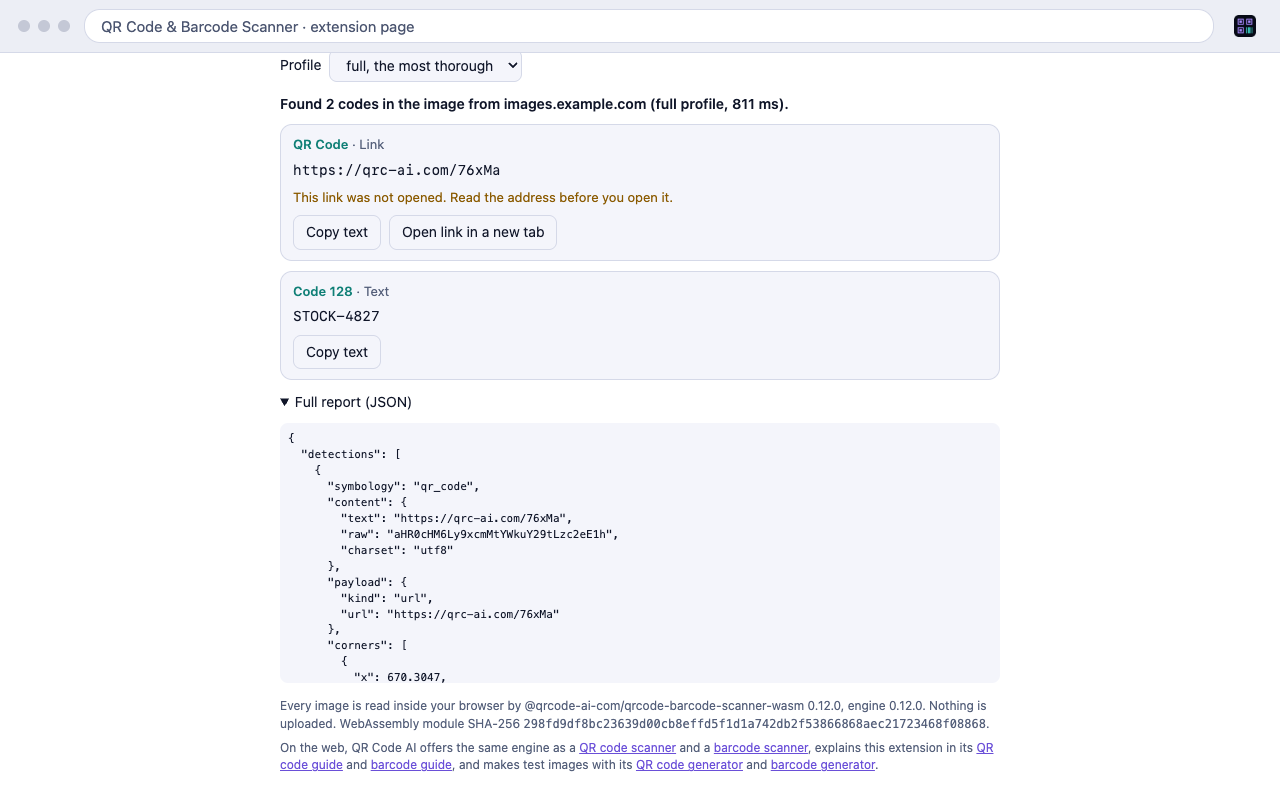 QR Code & Barcode Scanner · extension page
Profile full, the most thorough
Found 2 codes in the image from images.example.com (full profile, 811 ms).
QR Code · Link
https://qrc-ai.com/76xMa
This link was not opened. Read the address before you open it.
Copy text Open link in a new tab
Code 128 · Text
STOCK-4827
Copy text
▼ Full report (JSON)
{
  "detections": [
    {
      "symbology": "qr_code",
      "content": {
        "text": "https://qrc-ai.com/76xMa",
        "raw": "aHR0cHM6Ly9xcmMtYWkuY29tLzc2eE1h",
        "charset": "utf8"
      },
      "payload": {
        "kind": "url",
        "url": "https://qrc-ai.com/76xMa"
      },
      "corners": [
        {
          "x": 670.3047,
Every image is read inside your browser by @qrcode-ai-com/qrcode-barcode-scanner-wasm 0.12.0, engine 0.12.0. Nothing is
uploaded. WebAssembly module SHA-256 298fd9df8bc23639d00cb8effd5f1d1a742db2f53866868aec21723468f08868.
On the web, QR Code AI offers the same engine as a QR code scanner and a barcode scanner, explains this extension in its QR
code guide and barcode guide, and makes test images with its QR code generator and barcode generator.